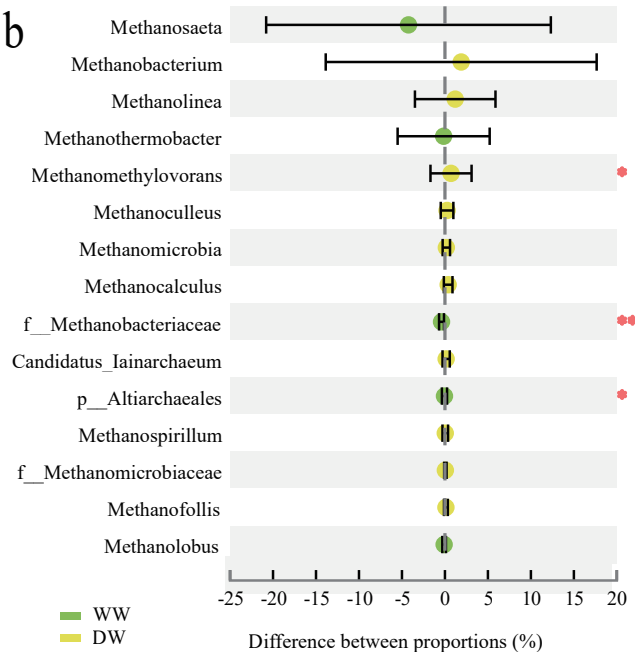 b
Methanosaeta
Methanobacterium
Methanolinea
Methanothermobacter
Methanomethylovorans
*
Methanoculleus
Methanomicrobia
Methanocalculus
f__Methanobacteriaceae
**
Candidatus_Iainarchaeum
p__Altiarchaeales
*
Methanospirillum
f__Methanomicrobiaceae
Methanofollis
Methanolobus
-25 -20 -15 -10 -5 0 5 10 15 20
WW
DW
Difference between proportions (%)